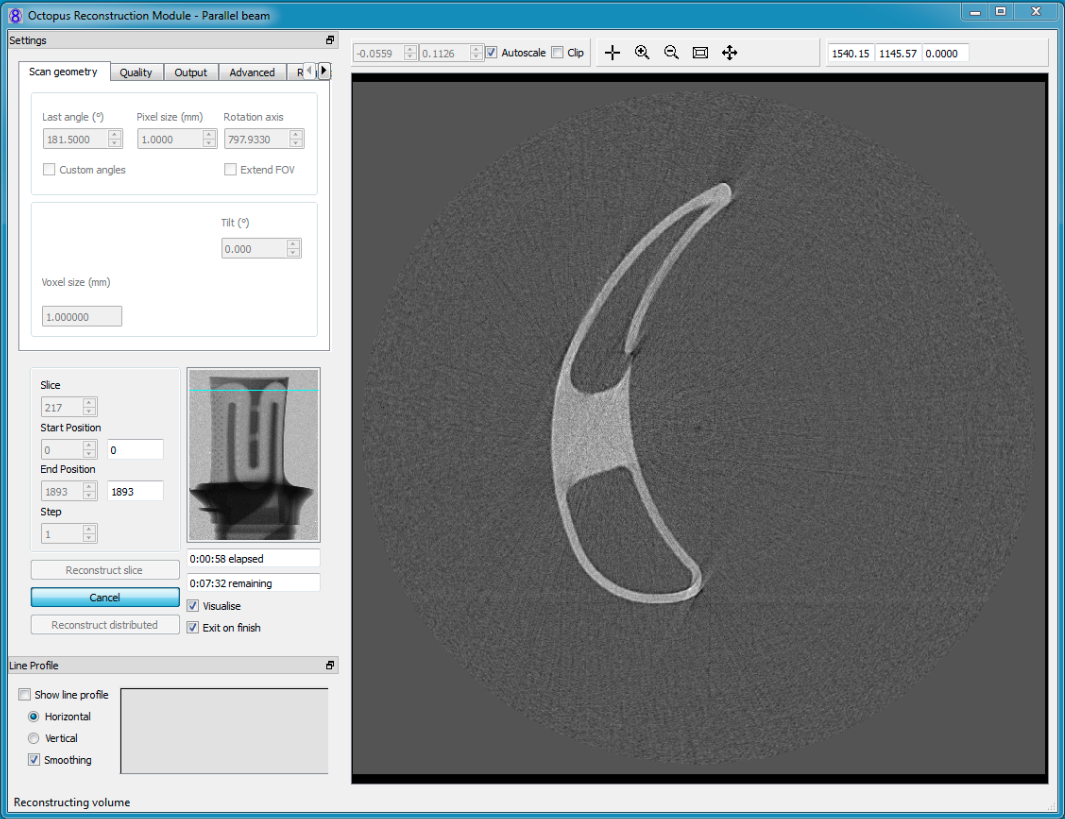 Octopus Reconstruction Module - Parallel beam
Settings
Scan geometry Quality Output Advanced
Last angle (°) Pixel size (mm) Rotation axis
181.5000 1.0000 797.9330
Custom angles Extend FOV
Tilt (°)
0.000
Voxel size (mm)
1.000000
Slice
217
Start Position
0 0
End Position
1893 1893
Step
1
0:00:58 elapsed
Reconstruct slice
0:07:32 remaining
Cancel
Visualise
Reconstruct distributed
Exit on finish
Line Profile
Show line profile
Horizontal
Vertical
Smoothing
Reconstructing volume
-0.0559 0.1126 Autoscale Clip 1540.15 1145.57 0.0000